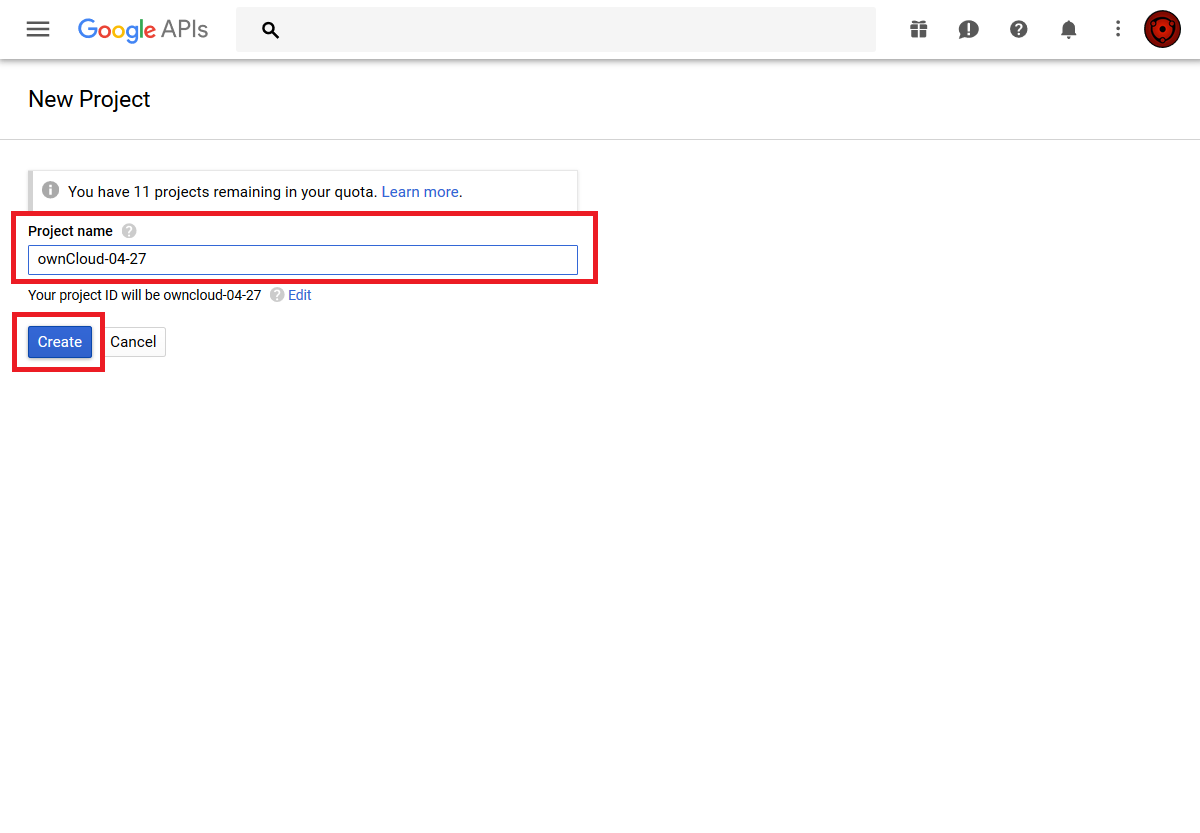 Google APIs
New Project
You have 11 projects remaining in your quota. Learn more.
Project name
ownCloud-04-27
Your project ID will be owncloud-04-27 Edit
Create Cancel